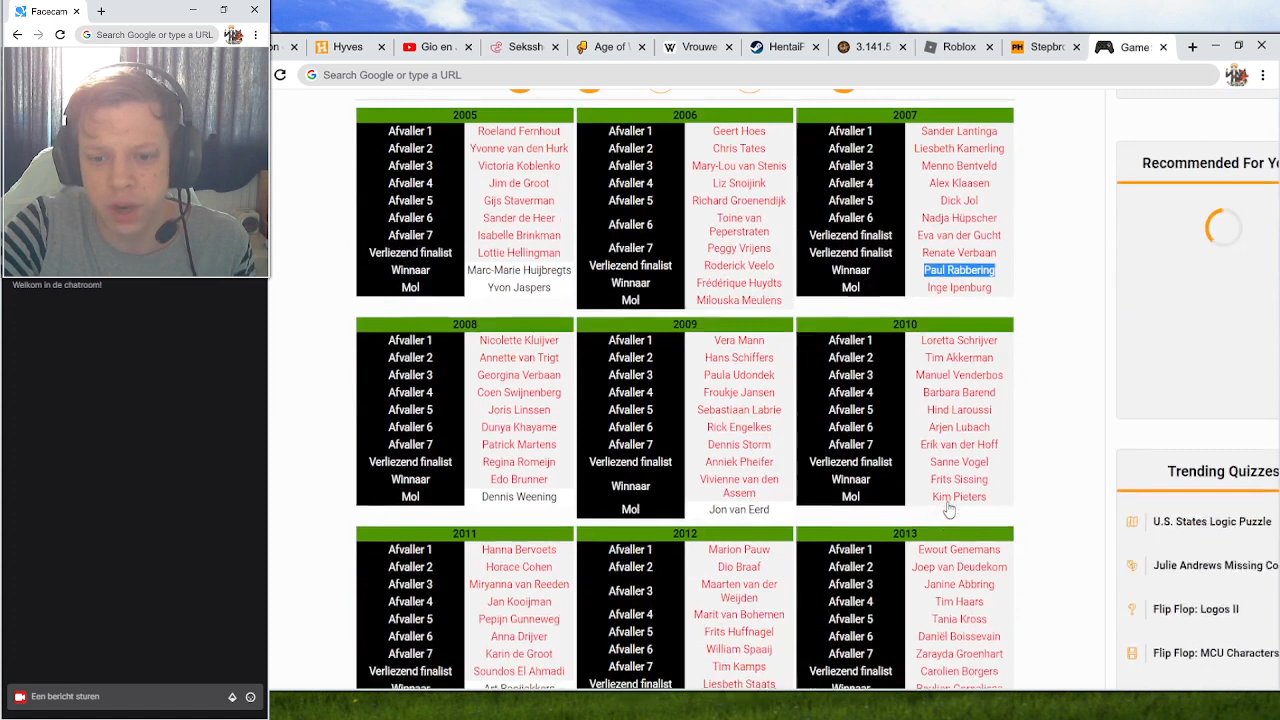 Facecam
Search Google or type a URL
Welkom in de chatroom!
Een bericht sturen
Hyves
Gio en
Sekssh
Age of
Vrouwe
HentaiP
3.141.5
Roblox
Stepbro
Game
Search Google or type a URL
2005
Afvaller 1 Roeland Fernhout
Afvaller 2 Yvonne van den Hurk
Afvaller 3 Victoria Koblenko
Afvaller 4 Jim de Groot
Afvaller 5 Gijs Staverman
Afvaller 6 Sander de Heer
Afvaller 7 Isabelle Brinkman
Verliezend finalist Lottie Hellingman
Winnaar Marc-Marie Huijbregts
Mol Yvon Jaspers
2006
Afvaller 1 Geert Hoes
Afvaller 2 Chris Tates
Afvaller 3 Mary-Lou van Stenis
Afvaller 4 Liz Snoijink
Afvaller 5 Richard Groenendijk
Afvaller 6 Toine van
Peperstraten
Afvaller 7 Peggy Vrijens
Verliezend finalist Roderick Veelo
Winnaar Frédérique Huydts
Mol Milouska Meulens
2007
Afvaller 1 Sander Lantinga
Afvaller 2 Liesbeth Kamerling
Afvaller 3 Menno Bentveld
Afvaller 4 Alex Klaasen
Afvaller 5 Dick Jol
Afvaller 6 Nadja Hüpscher
Verliezend finalist Eva van der Gucht
Verliezend finalist Renate Verbaan
Winnaar Paul Rabbering
Mol Inge Ipenburg
2008
Afvaller 1 Nicolette Kluijver
Afvaller 2 Annette van Trigt
Afvaller 3 Georgina Verbaan
Afvaller 4 Coen Swijnenberg
Afvaller 5 Joris Linssen
Afvaller 6 Dunya Khayame
Afvaller 7 Patrick Martens
Verliezend finalist Regina Romeijn
Winnaar Edo Brunner
Mol Dennis Weening
2009
Afvaller 1 Vera Mann
Afvaller 2 Hans Schiffers
Afvaller 3 Paula Udondek
Afvaller 4 Froukje Jansen
Afvaller 5 Sebastiaan Labrie
Afvaller 6 Rick Engelkes
Afvaller 7 Dennis Storm
Verliezend finalist Anniek Pheifer
Winnaar Vivienne van den
Assem
Mol Jon van Eerd
2010
Afvaller 1 Loretta Schrijver
Afvaller 2 Tim Akkerman
Afvaller 3 Manuel Venderbos
Afvaller 4 Barbara Barend
Afvaller 5 Hind Laroussi
Afvaller 6 Arjen Lubach
Afvaller 7 Erik van der Hoff
Verliezend finalist Sanne Vogel
Winnaar Frits Sissing
Mol Kim Pieters
2011
Afvaller 1 Hanna Bervoets
Afvaller 2 Horace Cohen
Afvaller 3 Miryanna van Reeden
Afvaller 4 Jan Kooijman
Afvaller 5 Pepijn Gunneweg
Afvaller 6 Anna Drijver
Afvaller 7 Karin de Groot
Verliezend finalist Soundos El Ahmadi
Winnaar Art Rooijakkers
2012
Afvaller 1 Marion Pauw
Afvaller 2 Dio Braaf
Afvaller 3 Maarten van der
Weijden
Afvaller 4 Marit van Bohemen
Afvaller 5 Frits Huffnagel
Afvaller 6 William Spaaij
Afvaller 7 Tim Kamps
Verliezend finalist Liesbeth Staats
2013
Afvaller 1 Ewout Genemans
Afvaller 2 Joep van Deudekom
Afvaller 3 Janine Abbring
Afvaller 4 Tim Haars
Afvaller 5 Tania Kross
Afvaller 6 Daniël Boissevain
Afvaller 7 Zarayda Groenhart
Verliezend finalist Carolien Borgers
Winnaar Paulien Cornelisse
Recommended For Yo
Trending Quizzes
U.S. States Logic Puzzle
Julie Andrews Missing Co
Flip Flop: Logos II
Flip Flop: MCU Characters